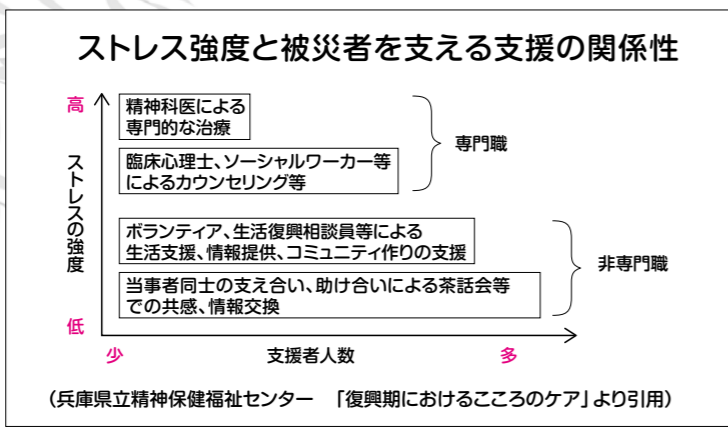 ストレス強度と被災者を支える支援の関係性
高
ストレスの強度
低
精神科医による
専門的な治療
臨床心理士、ソーシャルワーカー等
によるカウンセリング等
専門職
ボランティア、生活復興相談員等による
生活支援、情報提供、コミュニティ作りの支援
当事者同士の支え合い、助け合いによる茶話会等
での共感、情報交換
非専門職
少
支援者人数
多
(兵庫県立精神保健福祉センター 「復興期におけるこころのケア」より引用)